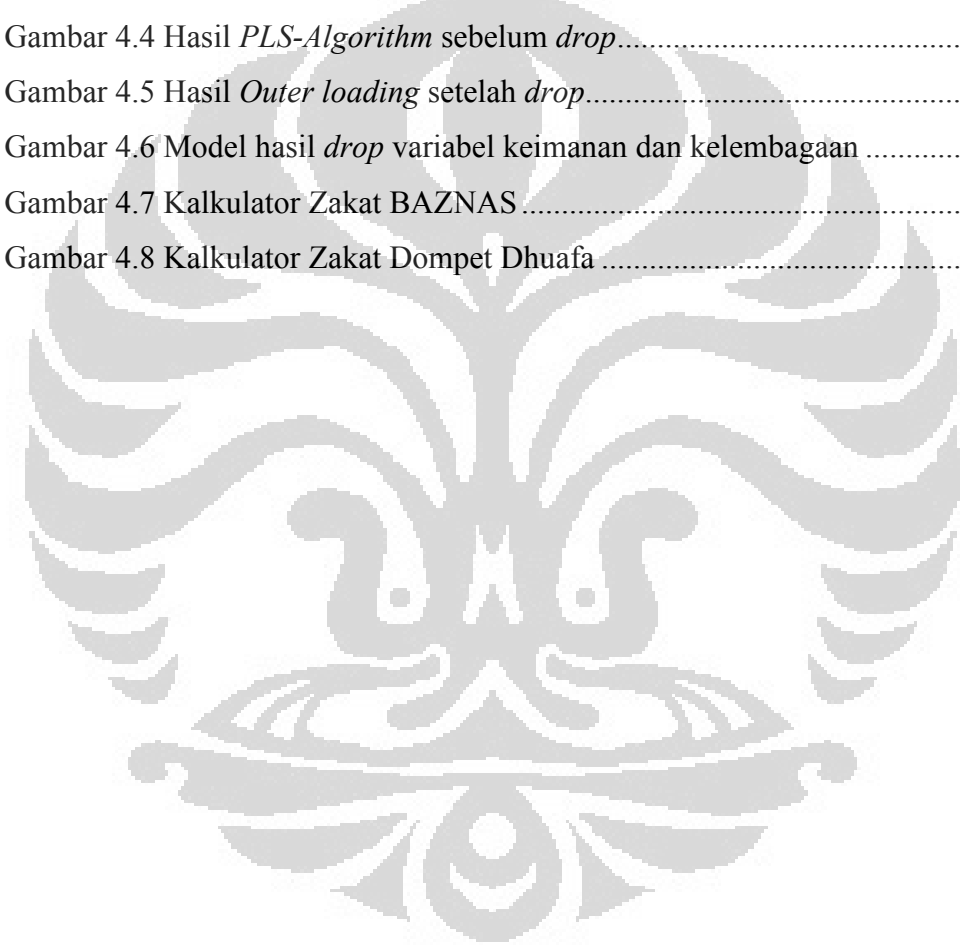 Gambar 4.4 Hasil PLS-Algorithm sebelum drop..........................................
Gambar 4.5 Hasil Outer loading setelah drop..............................................
Gambar 4.6 Model hasil drop variabel keimanan dan kelembagaan ............
Gambar 4.7 Kalkulator Zakat BAZNAS......................................................
Gambar 4.8 Kalkulator Zakat Dompet Dhuafa ............................................